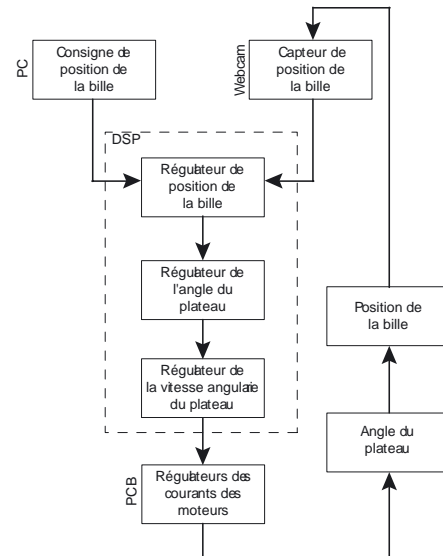 PC
Consigne de
position de
la bille
Webcam
Capteur de
position de
la bille
DSP
Régulateur de
position de
la bille
Régulateur de
l'angle du
plateau
Régulateur de
la vitesse angularie
du plateau
Position de
la bille
Angle du
plateau
PCB
Régulateurs des
courants des
moteurs